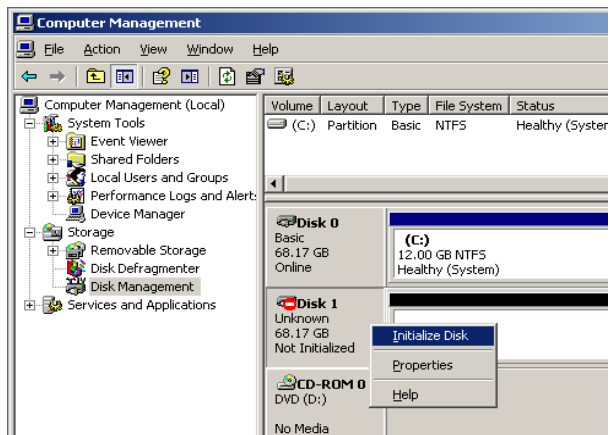 Computer Management
File Action View Window Help
Computer Management (Local)
System Tools
Event Viewer
Shared Folders
Local Users and Groups
Performance Logs and Alert:
Device Manager
Storage
Removable Storage
Disk Defragmenter
Disk Management
Services and Applications
Volume Layout Type File System Status
(C:) Partition Basic NTFS Healthy (System
Disk 0
Basic
68.17 GB
Online
(C:)
12.00 GB NTFS
Healthy (System)
Disk 1
Unknown
68.17 GB
Not Initialized
Initialize Disk
Properties
Help
CD-ROM 0
DVD (D:)
No Media